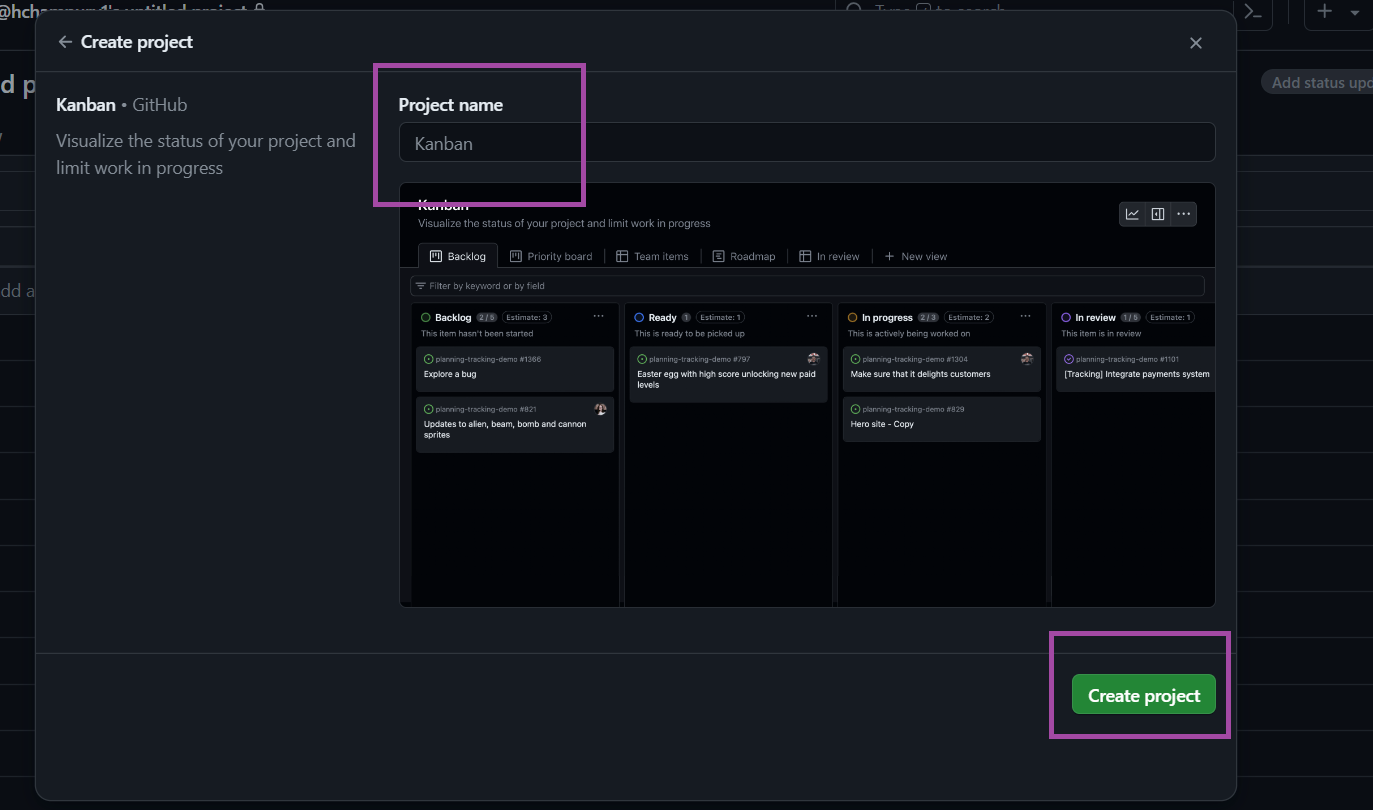 @hchampung1's untitled project
Type / to search
Create project
d p
Add status upd
Kanban • GitHub
Visualize the status of your project and
limit work in progress
Project name
Kanban
Kanban
Visualize the status of your project and limit work in progress
Backlog
Priority board
Team items
Roadmap
In review
New view
Filter by keyword or by field
Backlog 2 / 5 Estimate: 3
This item hasn't been started
planning-tracking-demo #1366
Explore a bug
planning-tracking-demo #821
Updates to alien, beam, bomb and cannon
sprites
Ready 1 Estimate: 1
This is ready to be picked up
planning-tracking-demo #797
Easter egg with high score unlocking new paid
levels
In progress 2 / 3 Estimate: 2
This is actively being worked on
planning-tracking-demo #1304
Make sure that it delights customers
planning-tracking-demo #829
Hero site - Copy
In review 1 / 5 Estimate: 1
This item is in review
planning-tracking-demo #1101
[Tracking] Integrate payments system
dd a
Create project